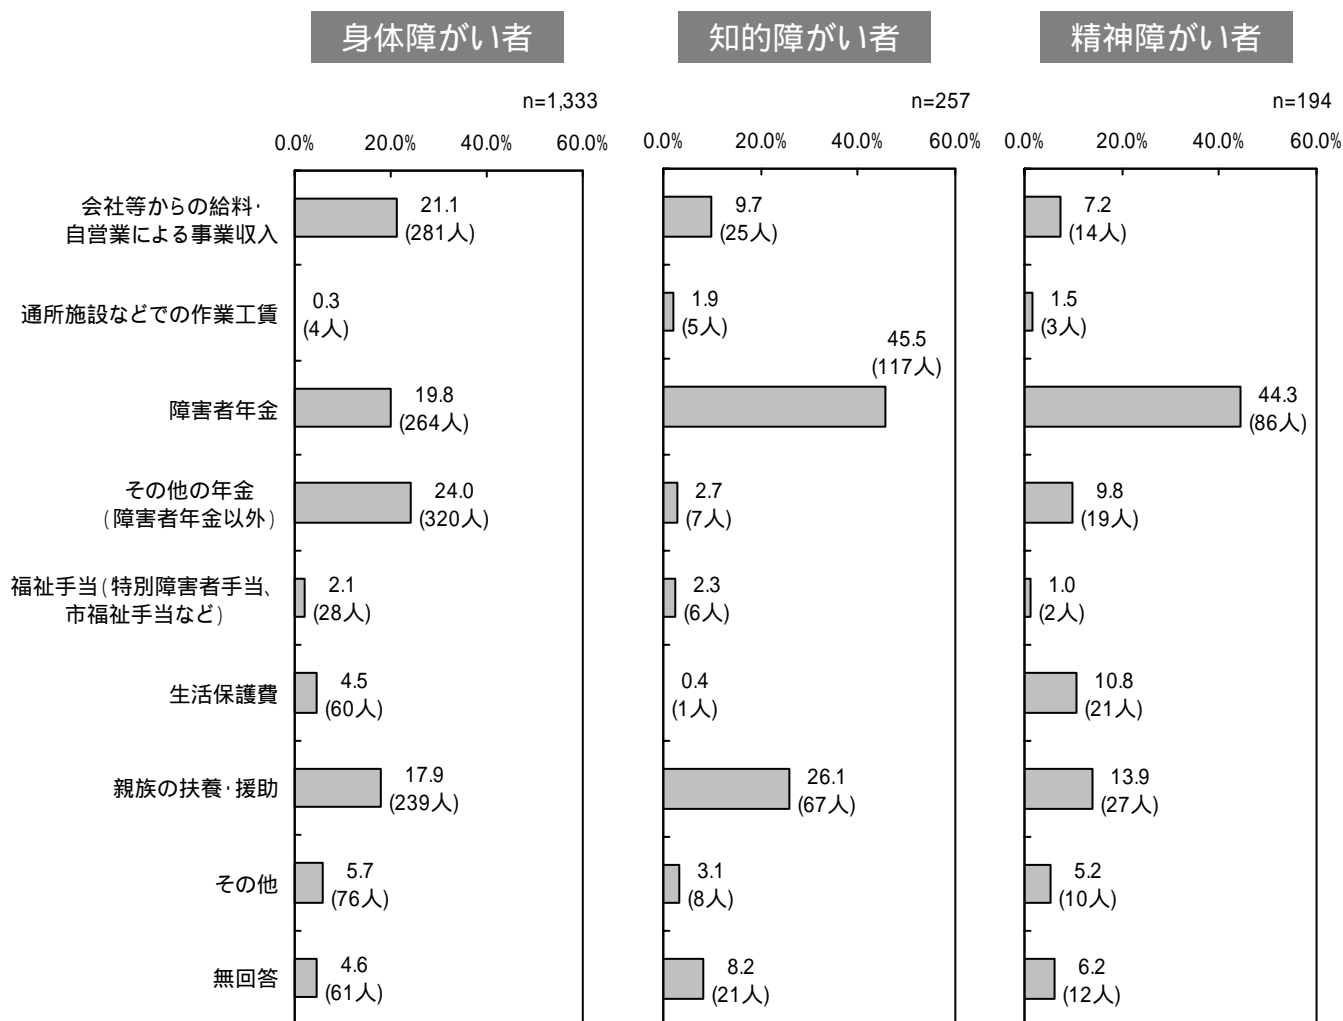 身体障がい者 知的障がい者 精神障がい者
n=1,333 n=257 n=194
0.0% 20.0% 40.0% 60.0% 0.0% 20.0% 40.0% 60.0% 0.0% 20.0% 40.0% 60.0%
会社等からの給料・
自営業による事業収入
21.1
(281人)
9.7
(25人)
7.2
(14人)
通所施設などでの作業工賃
0.3
(4人)
1.9
(5人)
1.5
(3人)
障害者年金
19.8
(264人)
45.5
(117人)
44.3
(86人)
その他の年金
(障害者年金以外)
24.0
(320人)
2.7
(7人)
9.8
(19人)
福祉手当(特別障害者手当、
市福祉手当など)
2.1
(28人)
2.3
(6人)
1.0
(2人)
生活保護費
4.5
(60人)
0.4
(1人)
10.8
(21人)
親族の扶養・援助
17.9
(239人)
26.1
(67人)
13.9
(27人)
その他
5.7
(76人)
3.1
(8人)
5.2
(10人)
無回答
4.6
(61人)
8.2
(21人)
6.2
(12人)